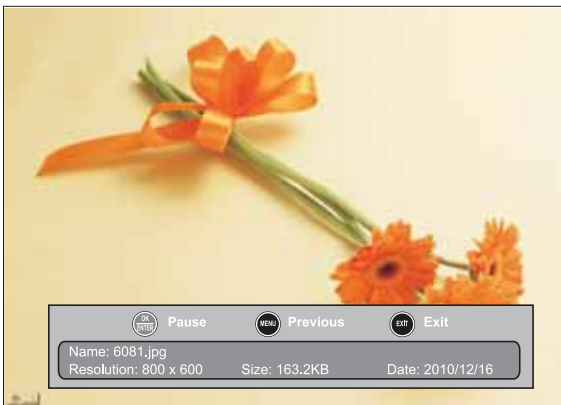 OK ENTER Pause MENU Previous EXIT Exit
Name: 6081.jpg
Resolution: 800 x 600 Size: 163.2KB Date: 2010/12/16